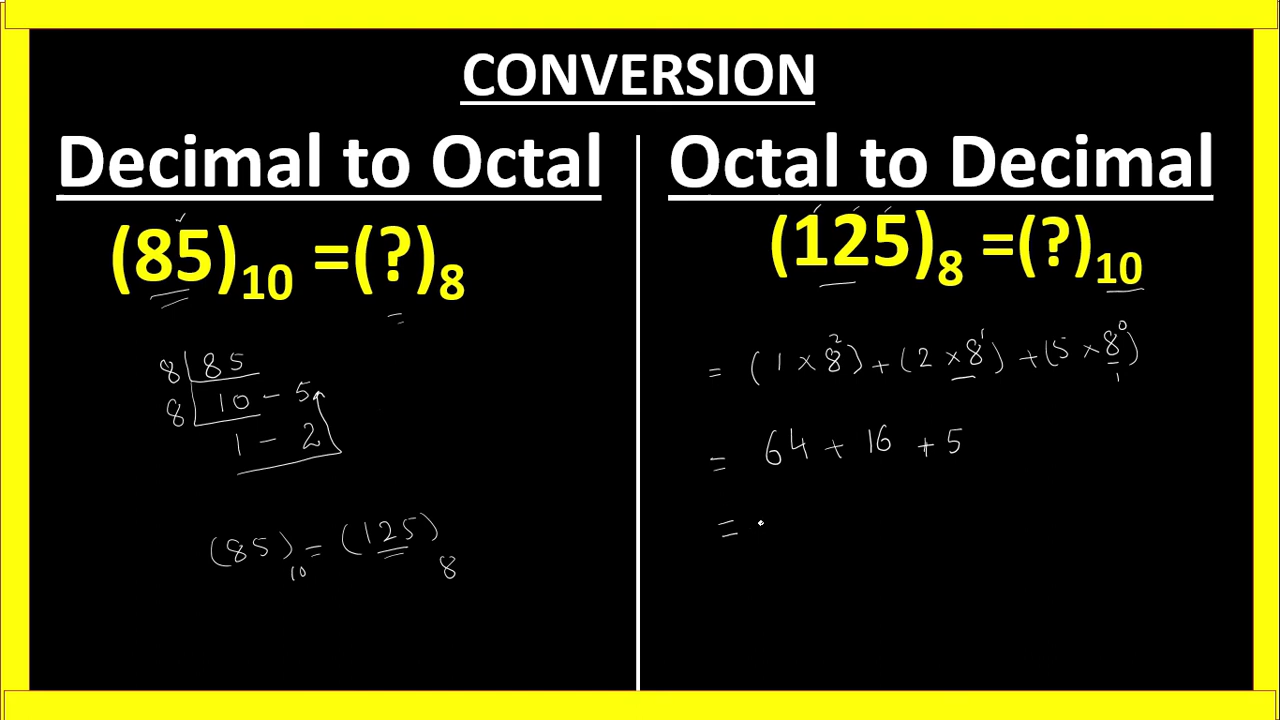 CONVERSION
Decimal to Octal
(85)₁₀ =(?)₈
8 | 85
8 | 10 – 5
1 – 2
(85)₁₀ = (125)₈
Octal to Decimal
(125)₈ =(?)₁₀
= (1 × 8²) + (2 × 8¹) + (5 × 8⁰)
1
= 64 + 16 + 5
=